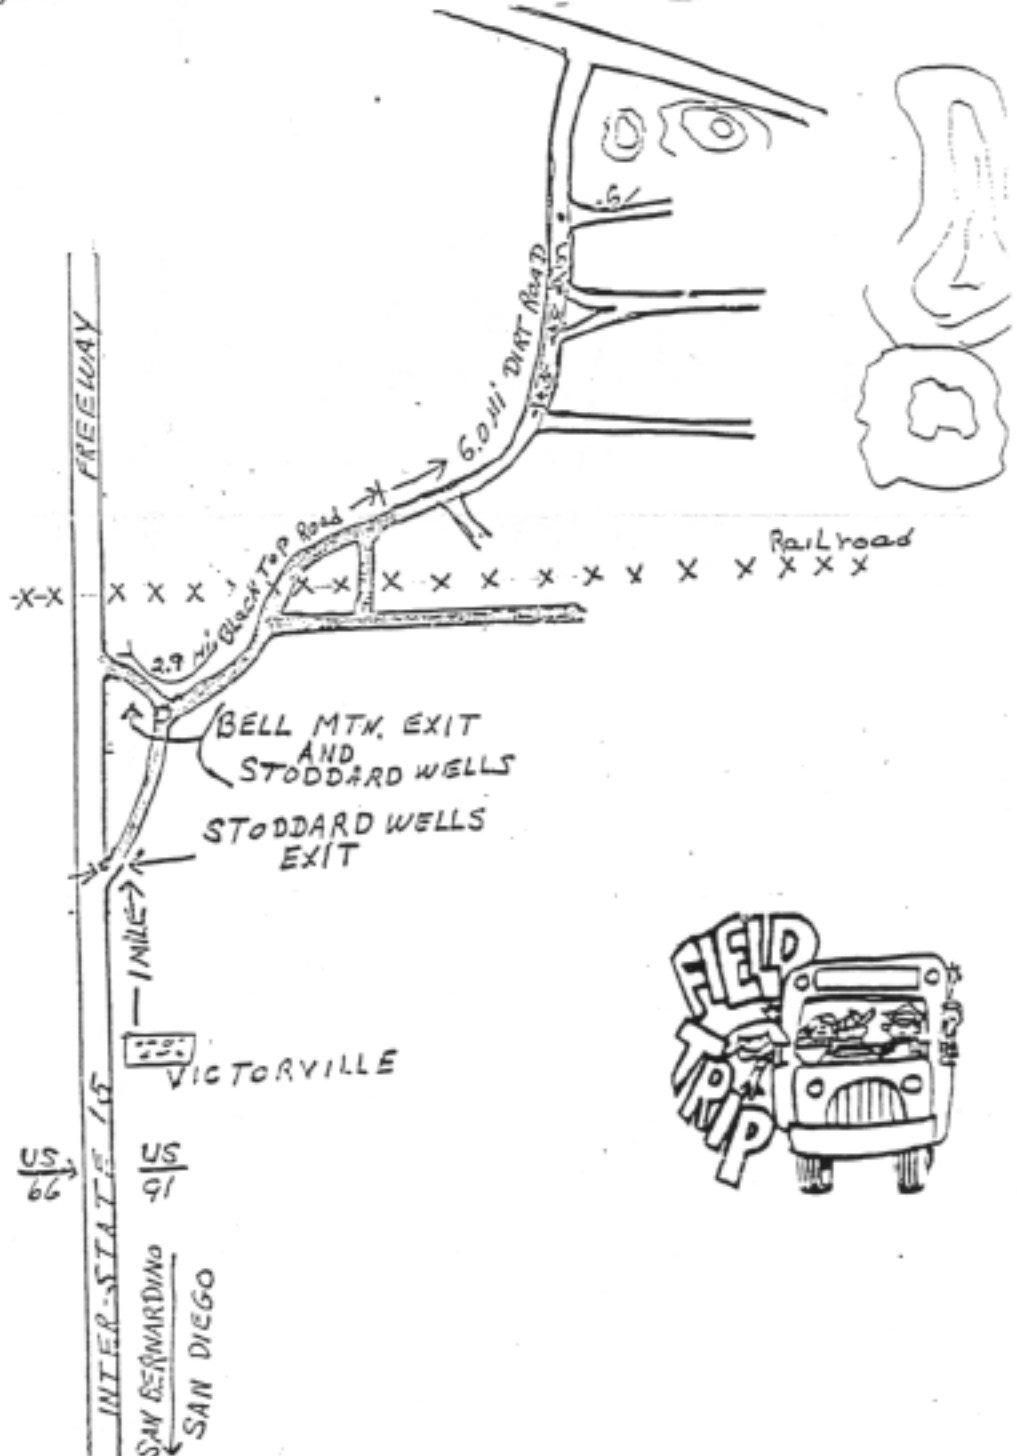 .6/
FREEWAY
6.0 Mi DIRT ROAD
2.9 Mi Black Top Road
Railroad
BELL MTN. EXIT
AND
STODDARD WELLS
STODDARD WELLS
EXIT
1 MILE
VICTORVILLE
FIELD
TRIP
INTER-STATE 15
US
66
US
91
SAN BERNARDINO
SAN DIEGO